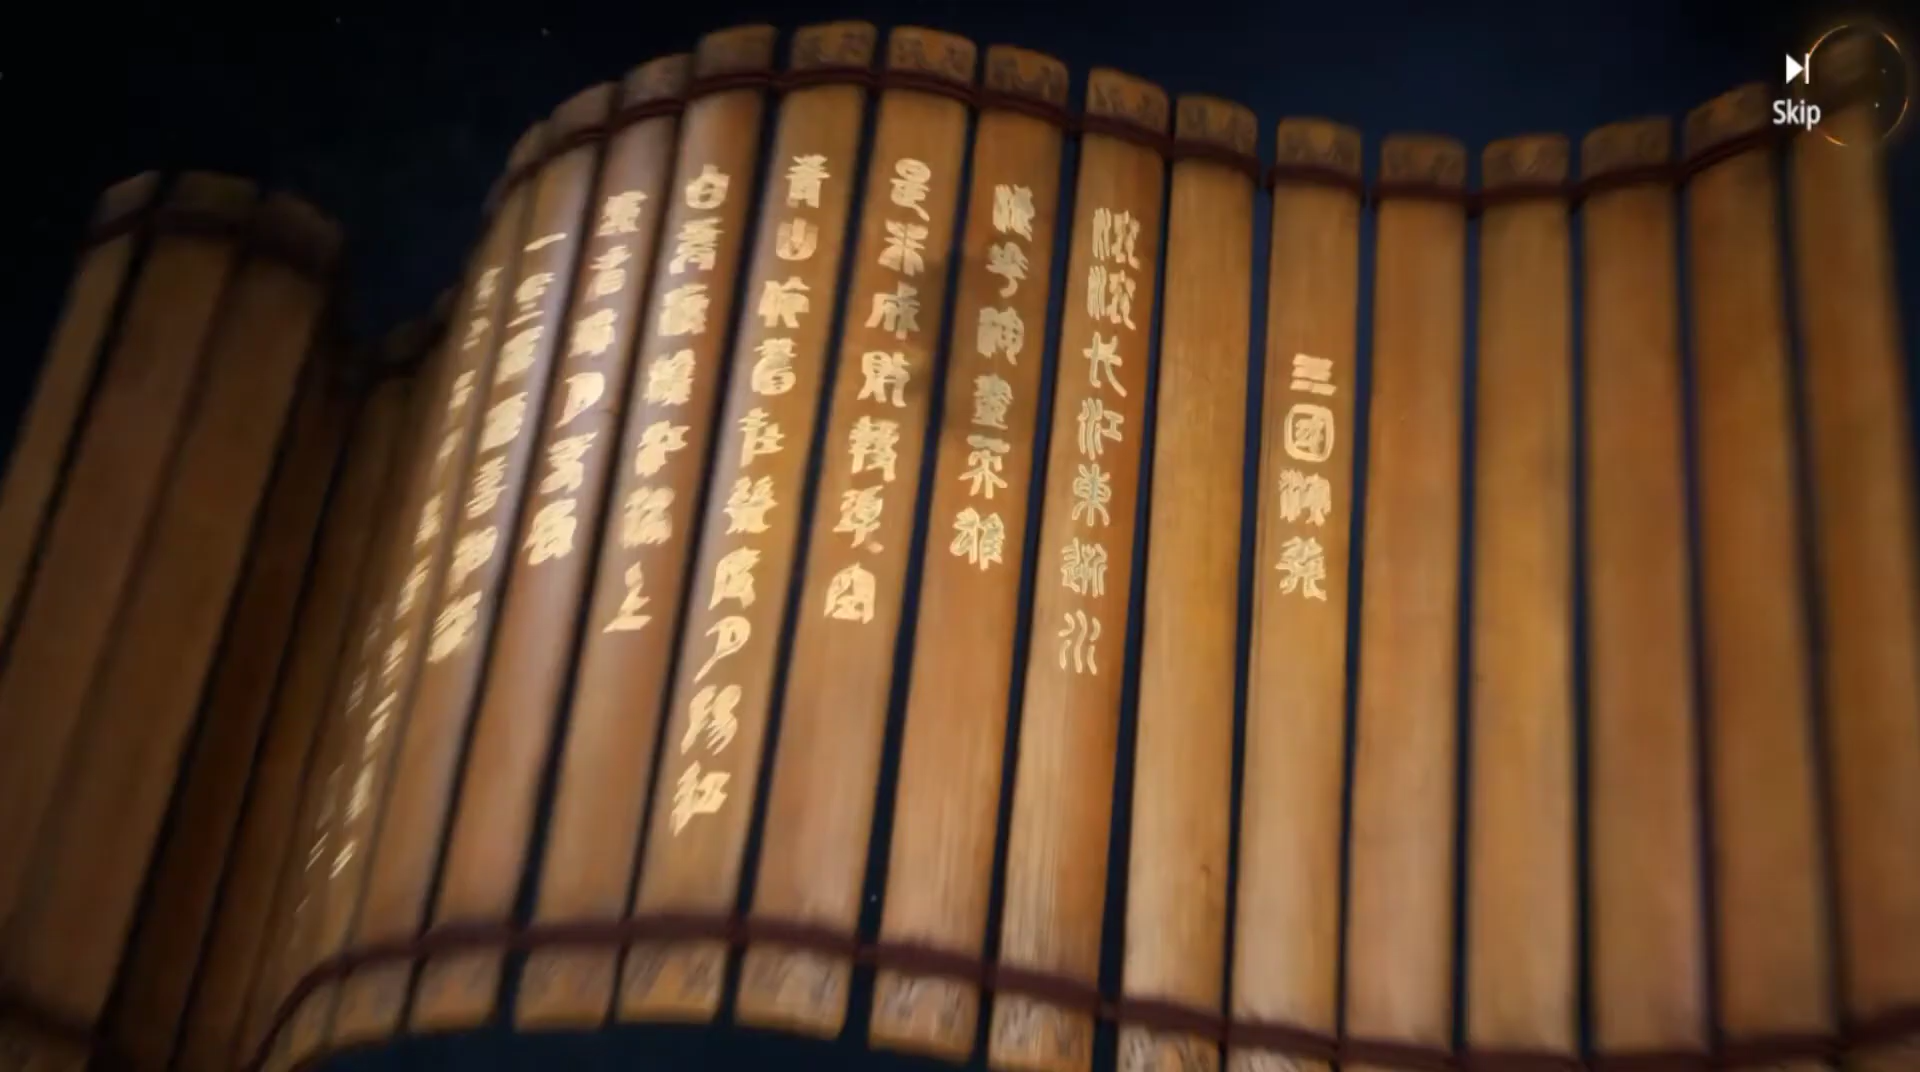 三國演義
滾滾長江東逝水
浪花淘盡英雄
是非成敗轉頭空
青山依舊在幾度夕陽紅
白髮漁樵江渚上
慣看秋月春風
一壺濁酒喜相逢
Skip